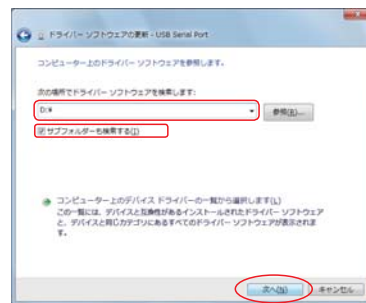 ドライバー ソフトウェアの更新 - USB Serial Port
コンピューター上のドライバー ソフトウェアを参照します。
次の場所でドライバー ソフトウェアを検索します:
D:¥
参照(R)...
サブフォルダーも検索する(I)
コンピューター上のデバイス ドライバーの一覧から選択します(L)
この一覧には、デバイスと互換性があるインストールされたドライバー ソフトウェア
と、デバイスと同じカテゴリにあるすべてのドライバー ソフトウェアが表示されま
す。
次へ(N)
キャンセル